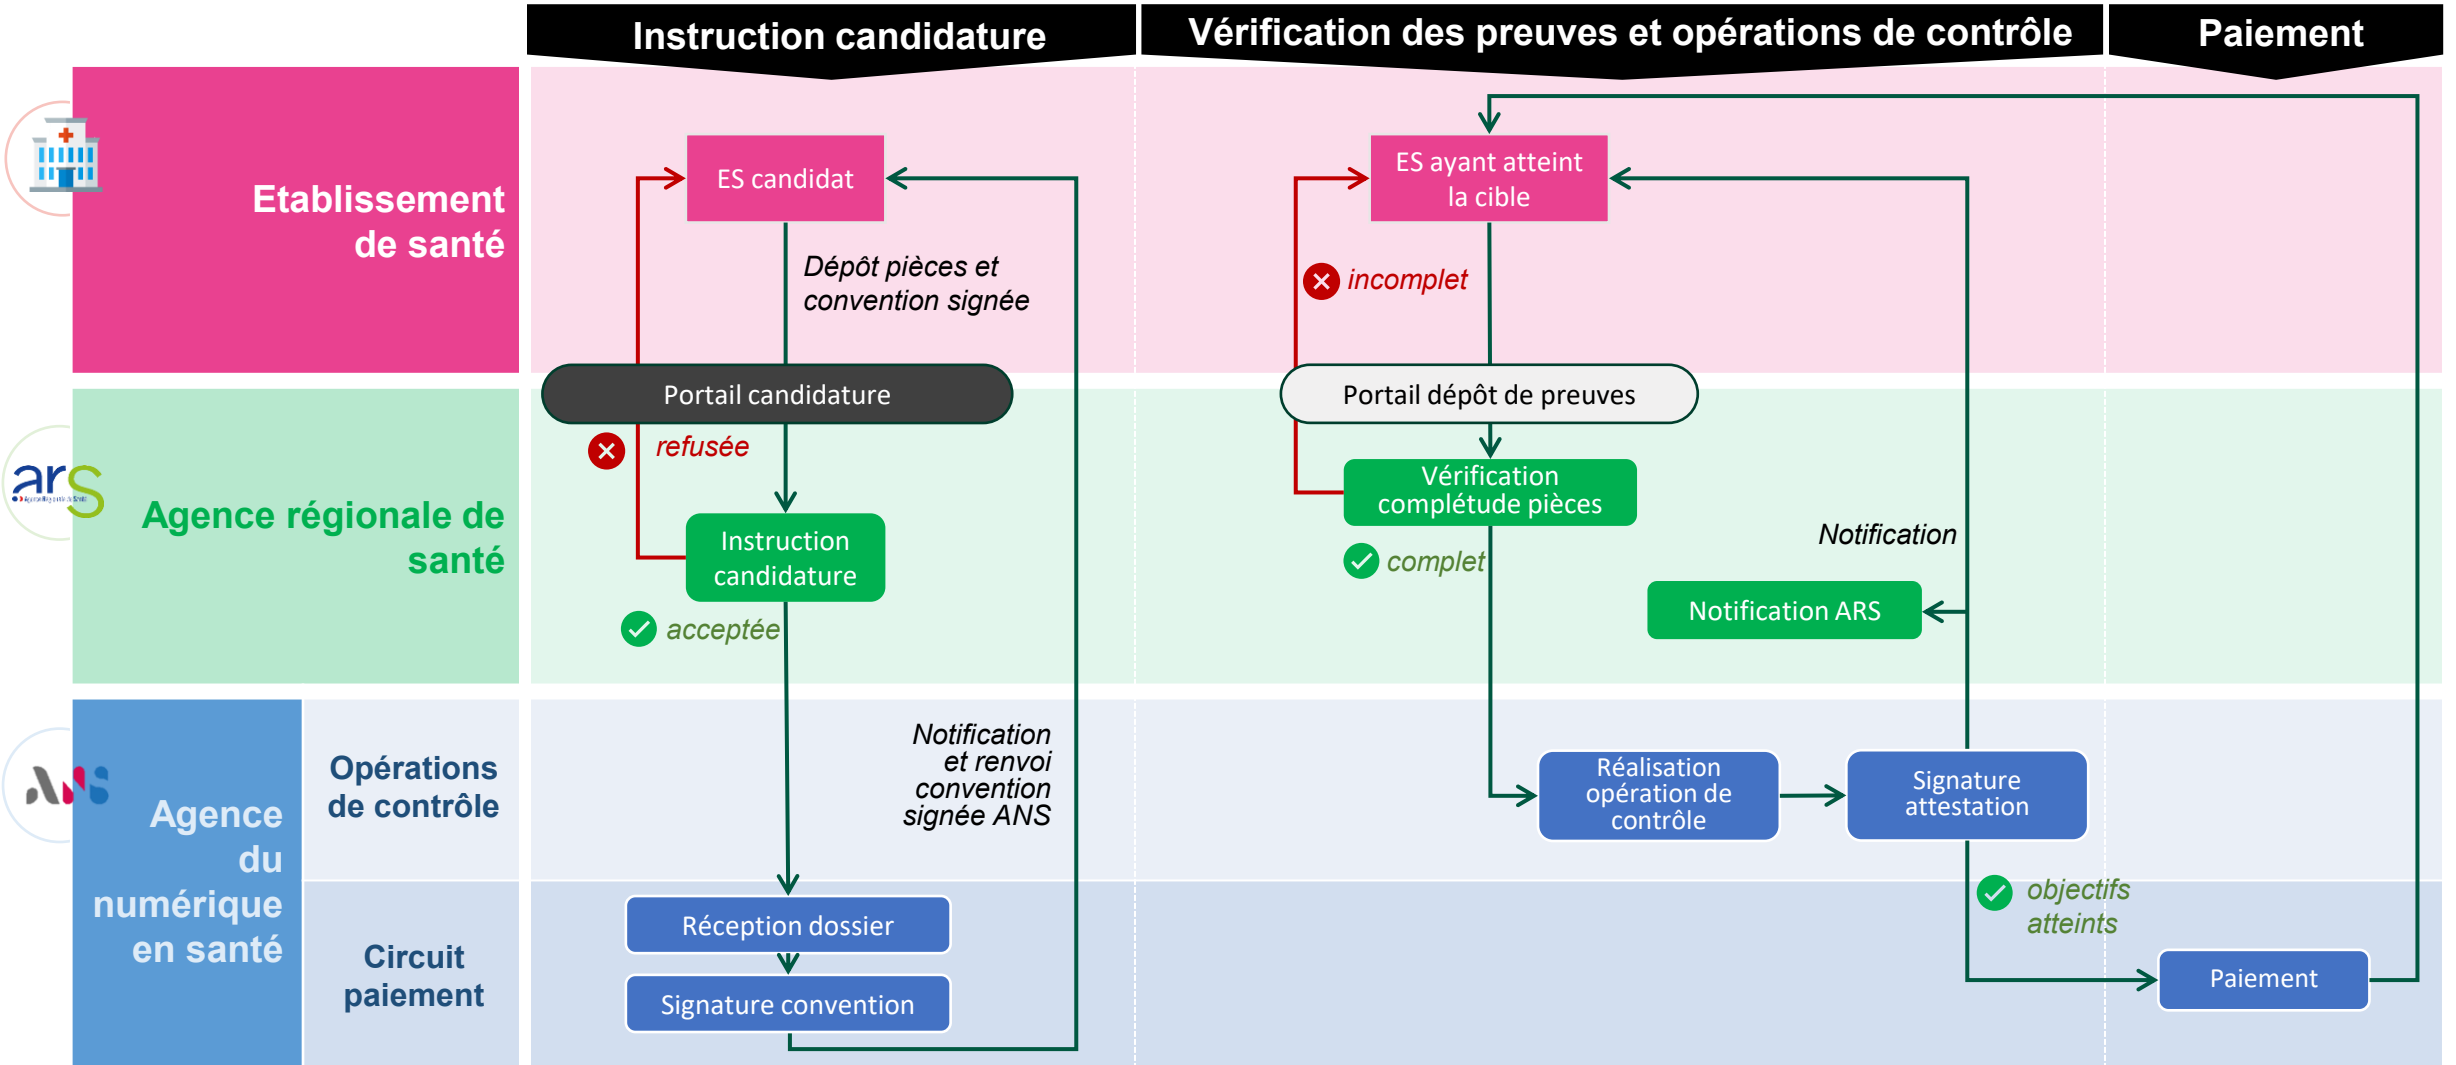 Instruction candidature
Vérification des preuves et opérations de contrôle
Paiement
Etablissement
de santé
ES candidat
Dépôt pièces et
convention signée
ES ayant atteint
la cible
incomplet
Portail candidature
Portail dépôt de preuves
ars
Agence régionale de
santé
refusée
Instruction
candidature
acceptée
Vérification
complétude pièces
complet
Notification
Notification ARS
ANS
Agence
du
numérique
en santé
Opérations
de contrôle
Notification
et renvoi
convention
signée ANS
Réalisation
opération de
contrôle
Signature
attestation
objectifs
atteints
Circuit
paiement
Réception dossier
Signature convention
Paiement